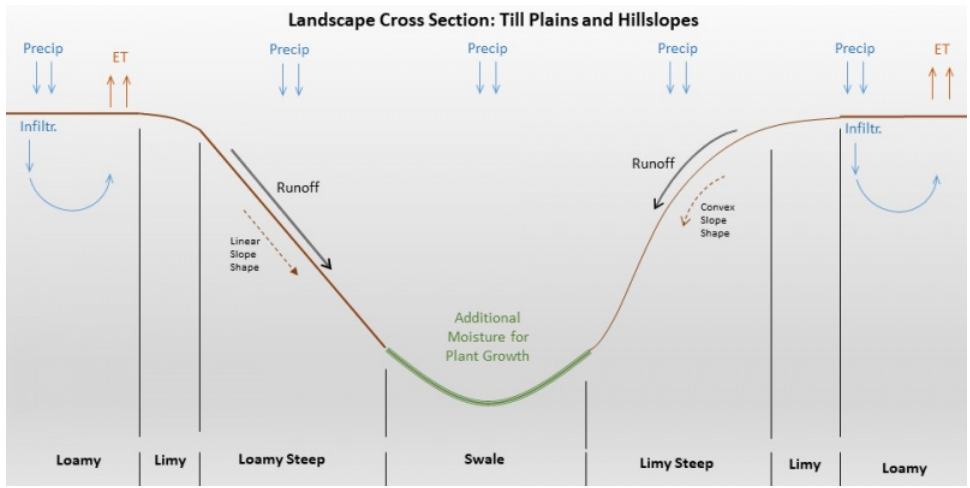 Landscape Cross Section: Till Plains and Hillslopes
Precip
ET
Precip
Precip
Precip
Precip
ET
Infiltr.
Infiltr.
Runoff
Runoff
Linear
Slope
Shape
Convex
Slope
Shape
Additional
Moisture for
Plant Growth
Loamy
Limy
Loamy Steep
Swale
Limy Steep
Limy
Loamy